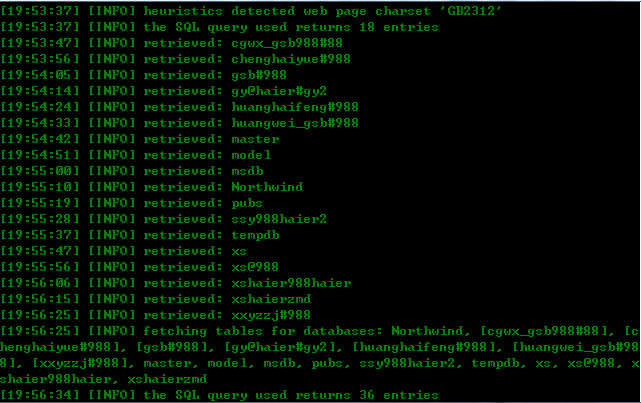 [19:53:37] [INFO] heuristics detected web page charset 'GB2312'
[19:53:37] [INFO] the SQL query used returns 18 entries
[19:53:47] [INFO] retrieved: cgwx_gsb988#88
[19:53:56] [INFO] retrieved: chenghaiyue#988
[19:54:05] [INFO] retrieved: gsb#988
[19:54:14] [INFO] retrieved: gy@haier#gy2
[19:54:24] [INFO] retrieved: huanghaifeng#988
[19:54:33] [INFO] retrieved: huangwei_gsb#988
[19:54:42] [INFO] retrieved: master
[19:54:51] [INFO] retrieved: model
[19:55:00] [INFO] retrieved: msdb
[19:55:10] [INFO] retrieved: Northwind
[19:55:19] [INFO] retrieved: pubs
[19:55:28] [INFO] retrieved: ssy988haier2
[19:55:37] [INFO] retrieved: tempdb
[19:55:47] [INFO] retrieved: xs
[19:55:56] [INFO] retrieved: xs@988
[19:56:06] [INFO] retrieved: xshaier988haier
[19:56:15] [INFO] retrieved: xshaierzmd
[19:56:25] [INFO] retrieved: xxyzzj#988
[19:56:25] [INFO] fetching tables for databases: Northwind, [cgwx_gsb988#88], [c
henghaiyue#988], [gsb#988], [gy@haier#gy2], [huanghaifeng#988], [huangwei_gsb#98
8], [xxyzzj#988], master, model, msdb, pubs, ssy988haier2, tempdb, xs, xs@988, x
shaier988haier, xshaierzmd
[19:56:34] [INFO] the SQL query used returns 36 entries